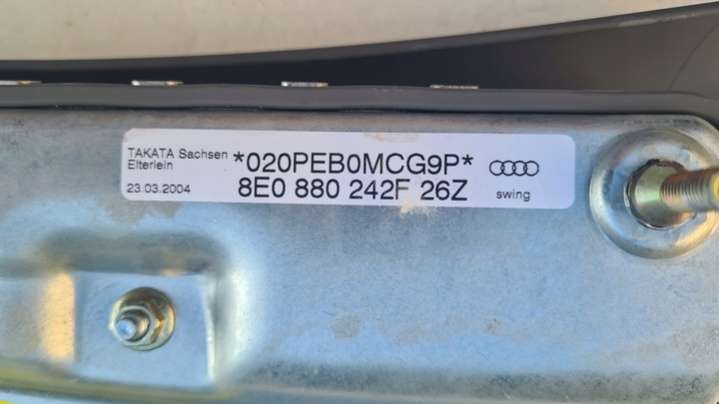 TAKATA Sachsen
Elterlein
23.03.2004
*020PEB0MCG9P*
8E0 880 242F 26Z
swing